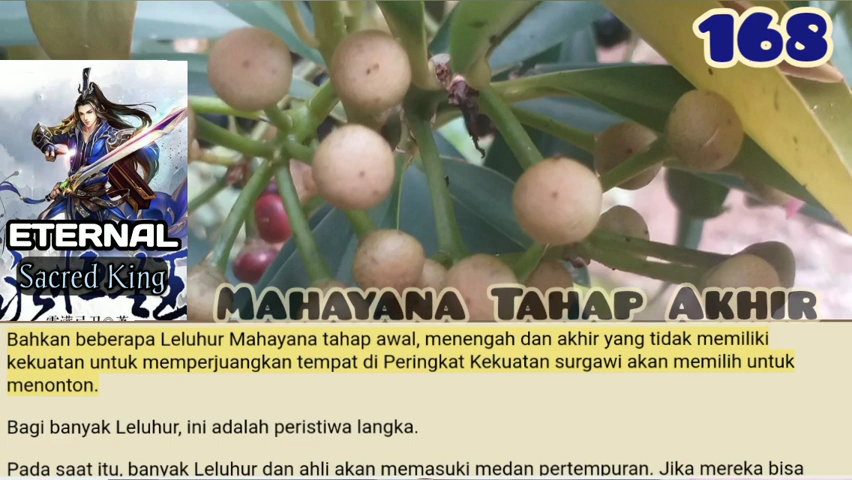 168
ETERNAL
Sacred King
MAHAYANA TAHAP AKHIR
Bahkan beberapa Leluhur Mahayana tahap awal, menengah dan akhir yang tidak memiliki
kekuatan untuk memperjuangkan tempat di Peringkat Kekuatan surgawi akan memilih untuk
menonton.
Bagi banyak Leluhur, ini adalah peristiwa langka.
Pada saat itu, banyak Leluhur dan ahli akan memasuki medan pertempuran. Jika mereka bisa